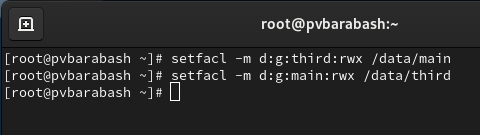 root@pvbarabash:~
[root@pvbarabash ~]# setfacl -m d:g:third:rwx /data/main
[root@pvbarabash ~]# setfacl -m d:g:main:rwx /data/third
[root@pvbarabash ~]#